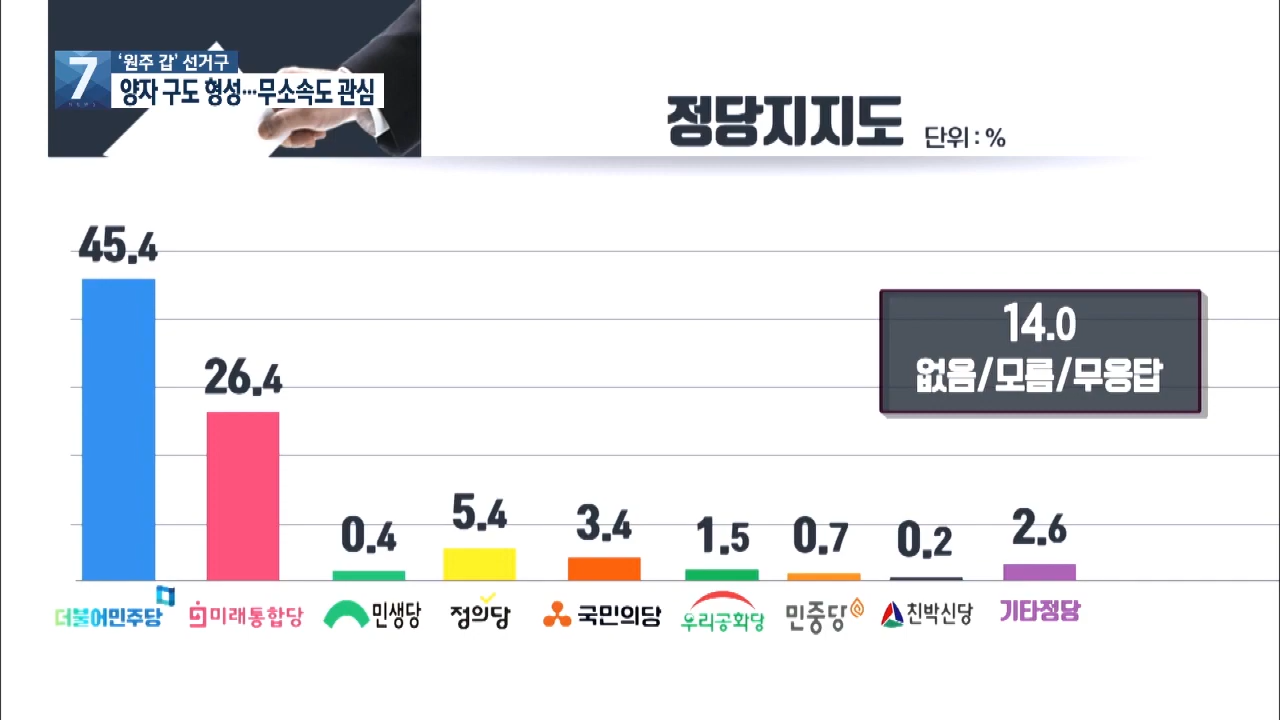 7
NEWS
‘원주 갑’ 선거구
양자 구도 형성…무소속도 관심
정당지지도 단위 : %
45.4
26.4
0.4
5.4
3.4
1.5
0.7
0.2
2.6
14.0
없음/모름/무응답
더불어민주당
미래통합당
민생당
정의당
국민의당
우리공화당
민중당
친박신당
기타정당